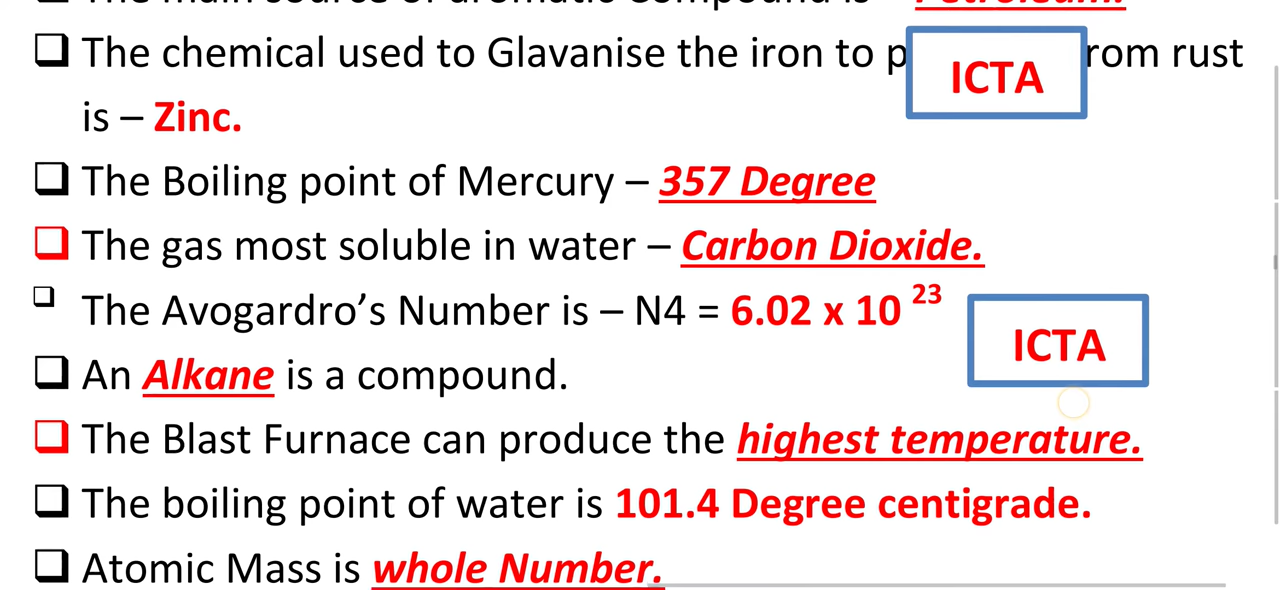 The chemical used to Glavanise the iron to p rom rust
ICTA
is – Zinc.
The Boiling point of Mercury – 357 Degree
The gas most soluble in water – Carbon Dioxide.
The Avogardro's Number is – N4 = 6.02 x 10 23
ICTA
An Alkane is a compound.
The Blast Furnace can produce the highest temperature.
The boiling point of water is 101.4 Degree centigrade.
Atomic Mass is whole Number.